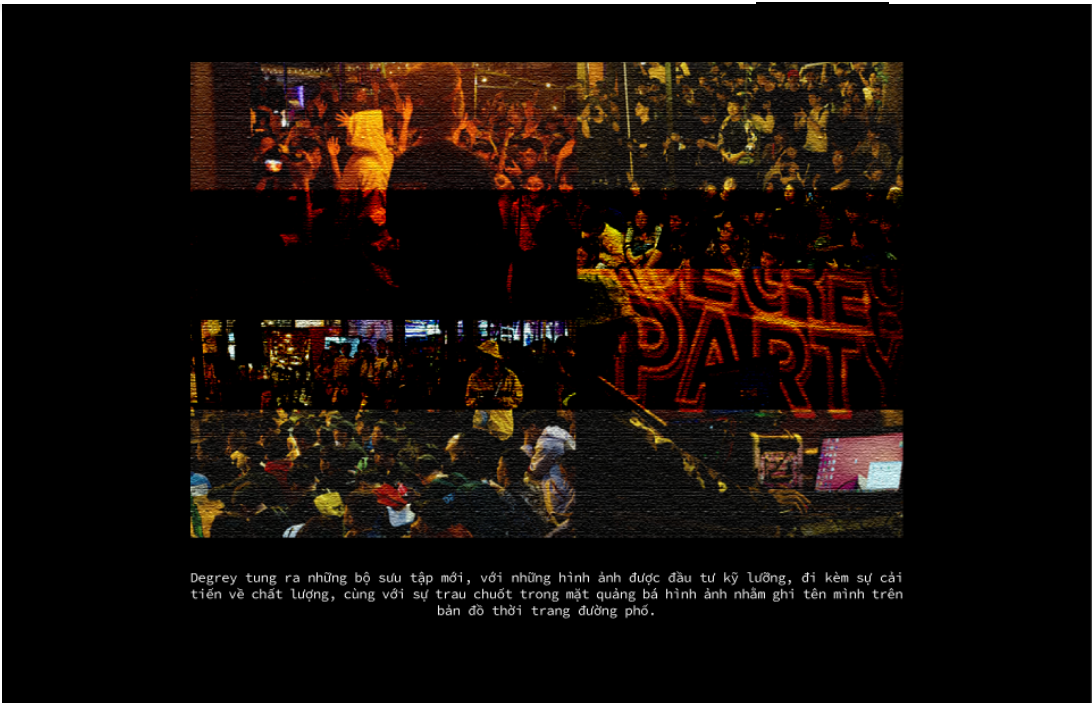 DEGREY
PARTY
Degrey tung ra những bộ sưu tập mới, với những hình ảnh được đầu tư kỹ lưỡng, đi kèm sự cải
tiến về chất lượng, cùng với sự trau chuốt trong mặt quảng bá hình ảnh nhằm ghi tên mình trên
bản đồ thời trang đường phố.